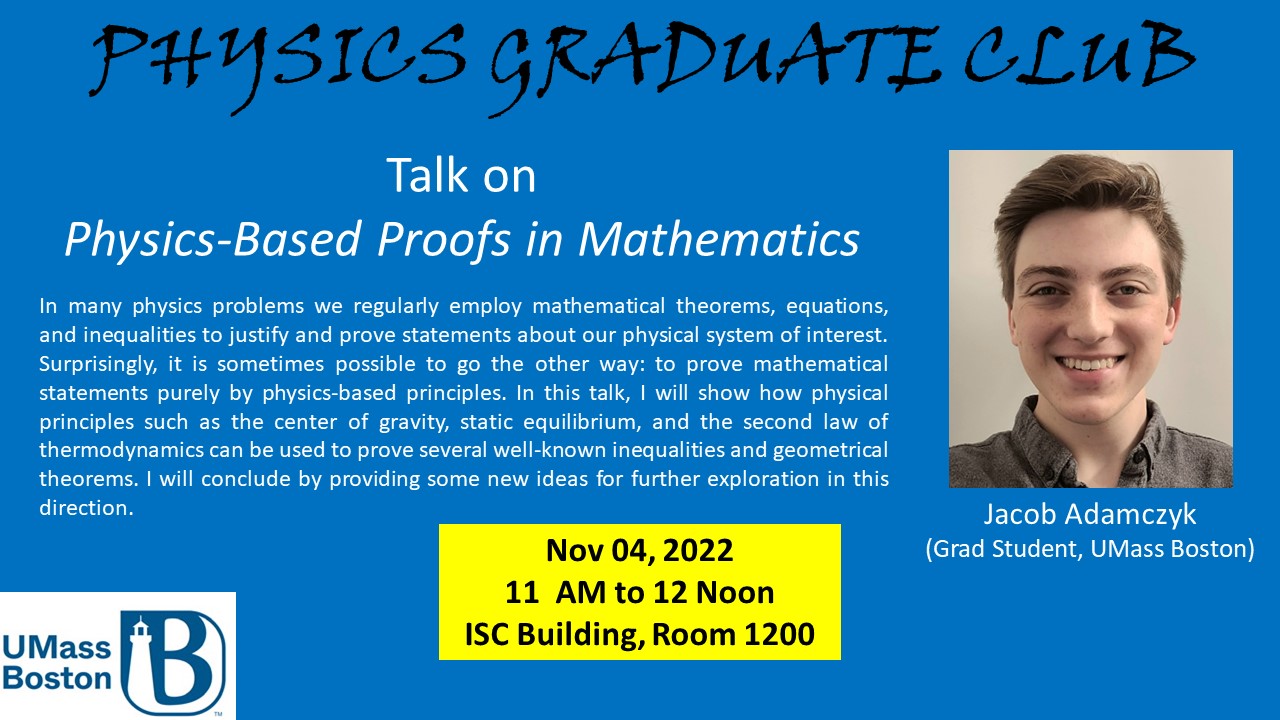 PHYSICS GRADUATE CLUB
Talk on
Physics-Based Proofs in Mathematics
In many physics problems we regularly employ mathematical theorems, equations,
and inequalities to justify and prove statements about our physical system of interest.
Surprisingly, it is sometimes possible to go the other way: to prove mathematical
statements purely by physics-based principles. In this talk, I will show how physical
principles such as the center of gravity, static equilibrium, and the second law of
thermodynamics can be used to prove several well-known inequalities and geometrical
theorems. I will conclude by providing some new ideas for further exploration in this
direction.
Jacob Adamczyk
(Grad Student, UMass Boston)
Nov 04, 2022
11 AM to 12 Noon
ISC Building, Room 1200
UMass
Boston
B
TM